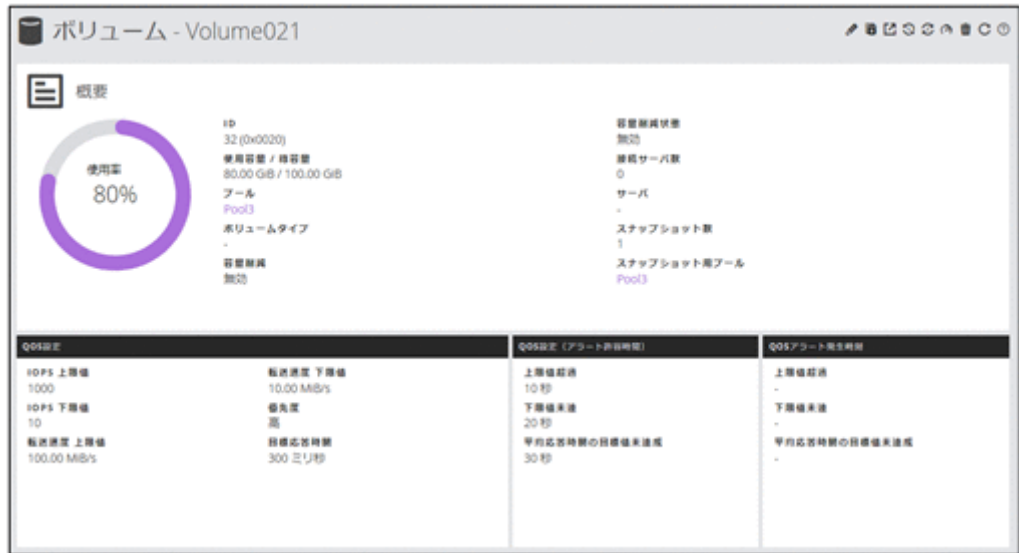 ボリューム - Volume021
概要
使用率
80%
ID
32 (0x0020)
使用容量 / 総容量
80.00 GiB / 100.00 GiB
プール
Pool3
ボリュームタイプ
-
容量削減
無効
容量削減状態
無効
接続サーバ数
0
サーバ
-
スナップショット数
1
スナップショット用プール
Pool3
QOS設定
IOPS 上限値
1000
IOPS 下限値
10
転送速度 上限値
100.00 MiB/s
転送速度 下限値
10.00 MiB/s
優先度
高
目標応答時間
300 ミリ秒
QOS設定（アラート許容時間）
上限値超過
10 秒
下限値未達
20 秒
平均応答時間の目標値未達成
30 秒
QOSアラート発生時刻
上限値超過
-
下限値未達
-
平均応答時間の目標値未達成
-